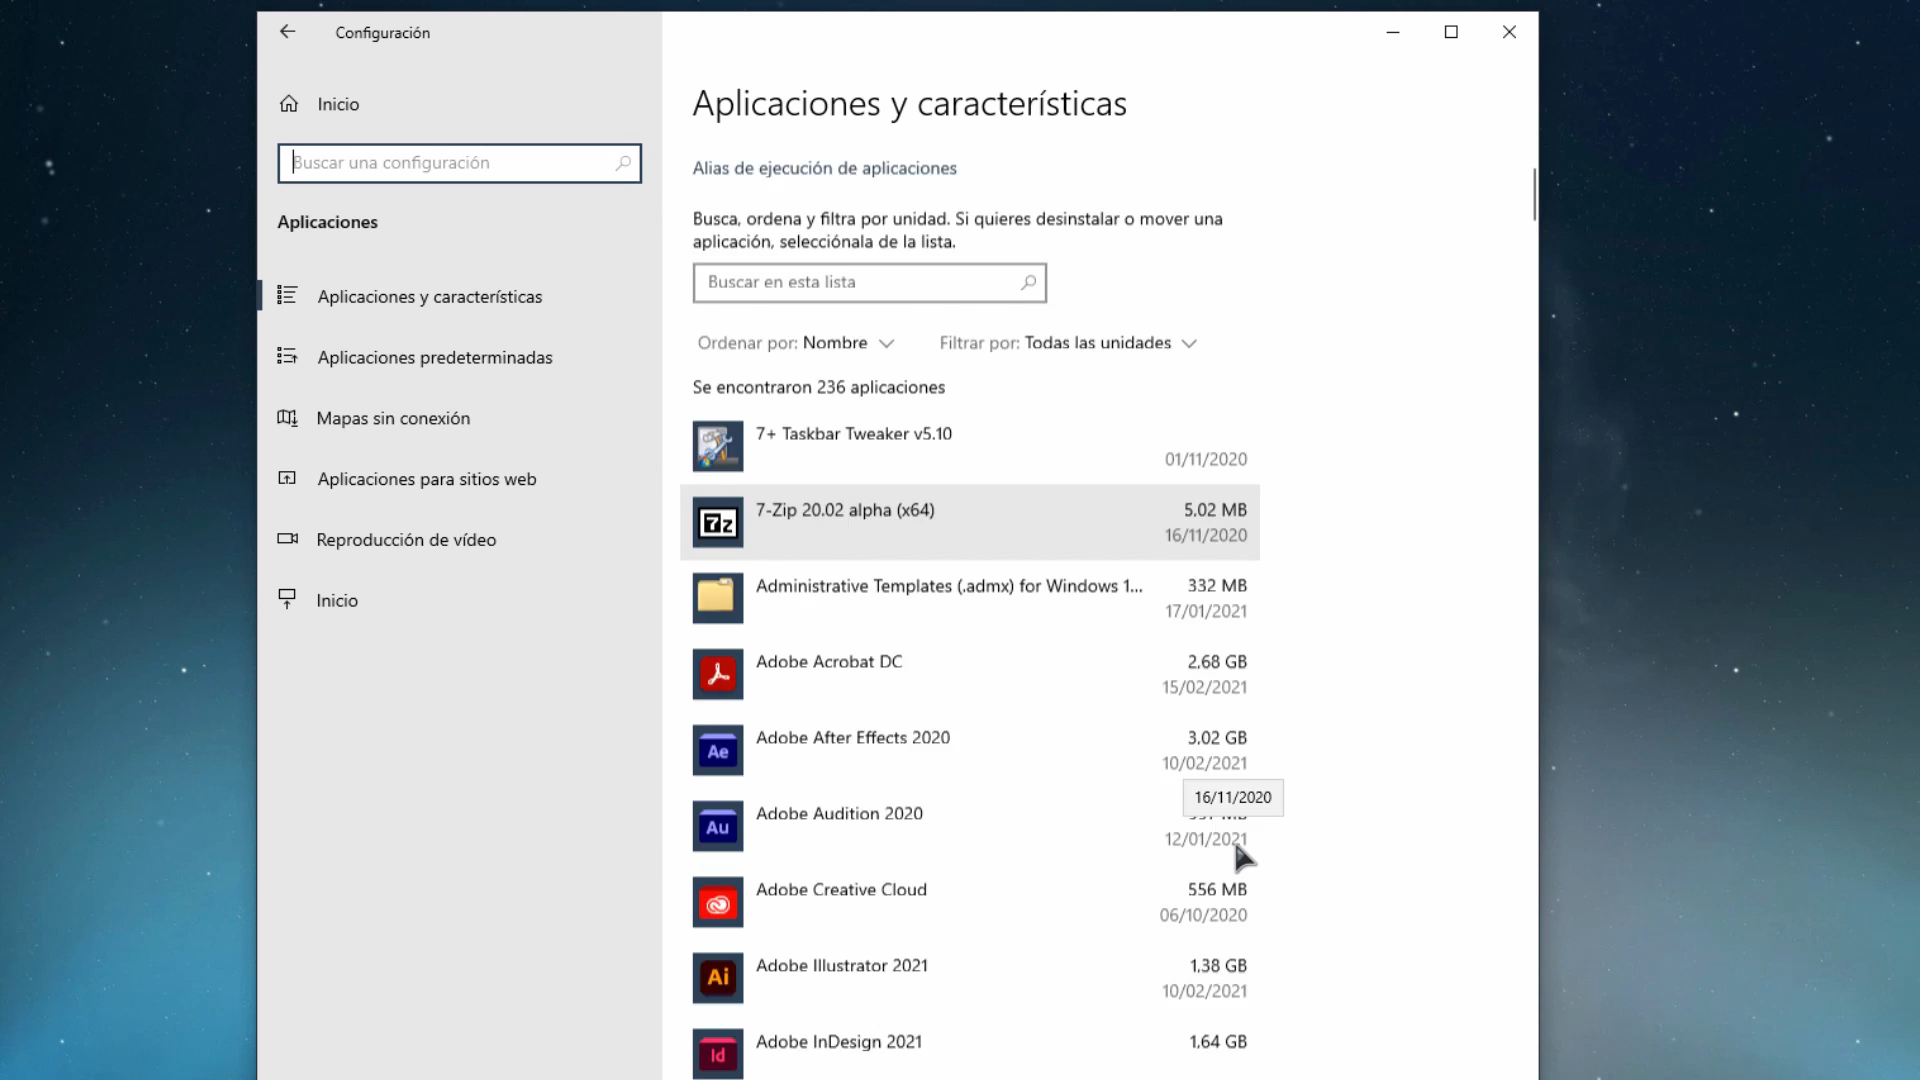 Configuración
Inicio
Buscar una configuración
Aplicaciones
Aplicaciones y características
Aplicaciones predeterminadas
Mapas sin conexión
Aplicaciones para sitios web
Reproducción de vídeo
Inicio
Aplicaciones y características
Alias de ejecución de aplicaciones
Busca, ordena y filtra por unidad. Si quieres desinstalar o mover una
aplicación, selecciónala de la lista.
Buscar en esta lista
Ordenar por: Nombre Filtrar por: Todas las unidades
Se encontraron 236 aplicaciones
7+ Taskbar Tweaker v5.10
01/11/2020
7z 7-Zip 20.02 alpha (x64) 5.02 MB
16/11/2020
Administrative Templates (.admx) for Windows 1... 332 MB
17/01/2021
Adobe Acrobat DC 2,68 GB
15/02/2021
Ae Adobe After Effects 2020 3,02 GB
10/02/2021
16/11/2020
Au Adobe Audition 2020 MB
12/01/2021
Adobe Creative Cloud 556 MB
06/10/2020
Ai Adobe Illustrator 2021 1,38 GB
10/02/2021
Id Adobe InDesign 2021 1,64 GB